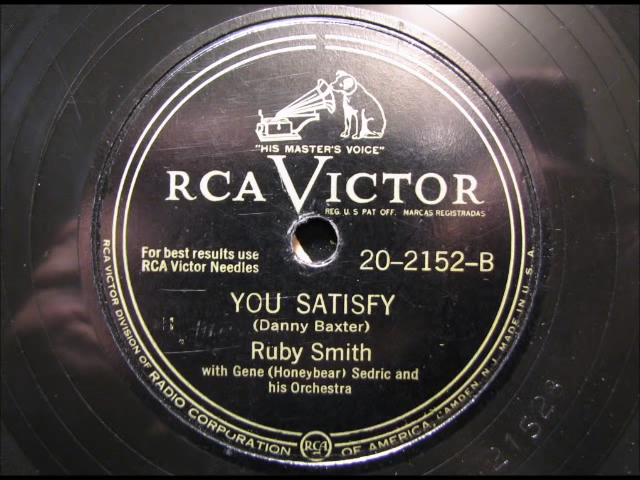 "HIS MASTER'S VOICE"
RCA VICTOR
REG. U.S PAT OFF. MARCAS REGISTRADAS
For best results use
RCA Victor Needles
20-2152-B
YOU SATISFY
(Danny Baxter)
Ruby Smith
with Gene (Honeybear) Sedric and
his Orchestra
RCA VICTOR DIVISION OF RADIO CORPORATION OF AMERICA, CAMDEN, N.J. MADE IN U.S.A.
RCA